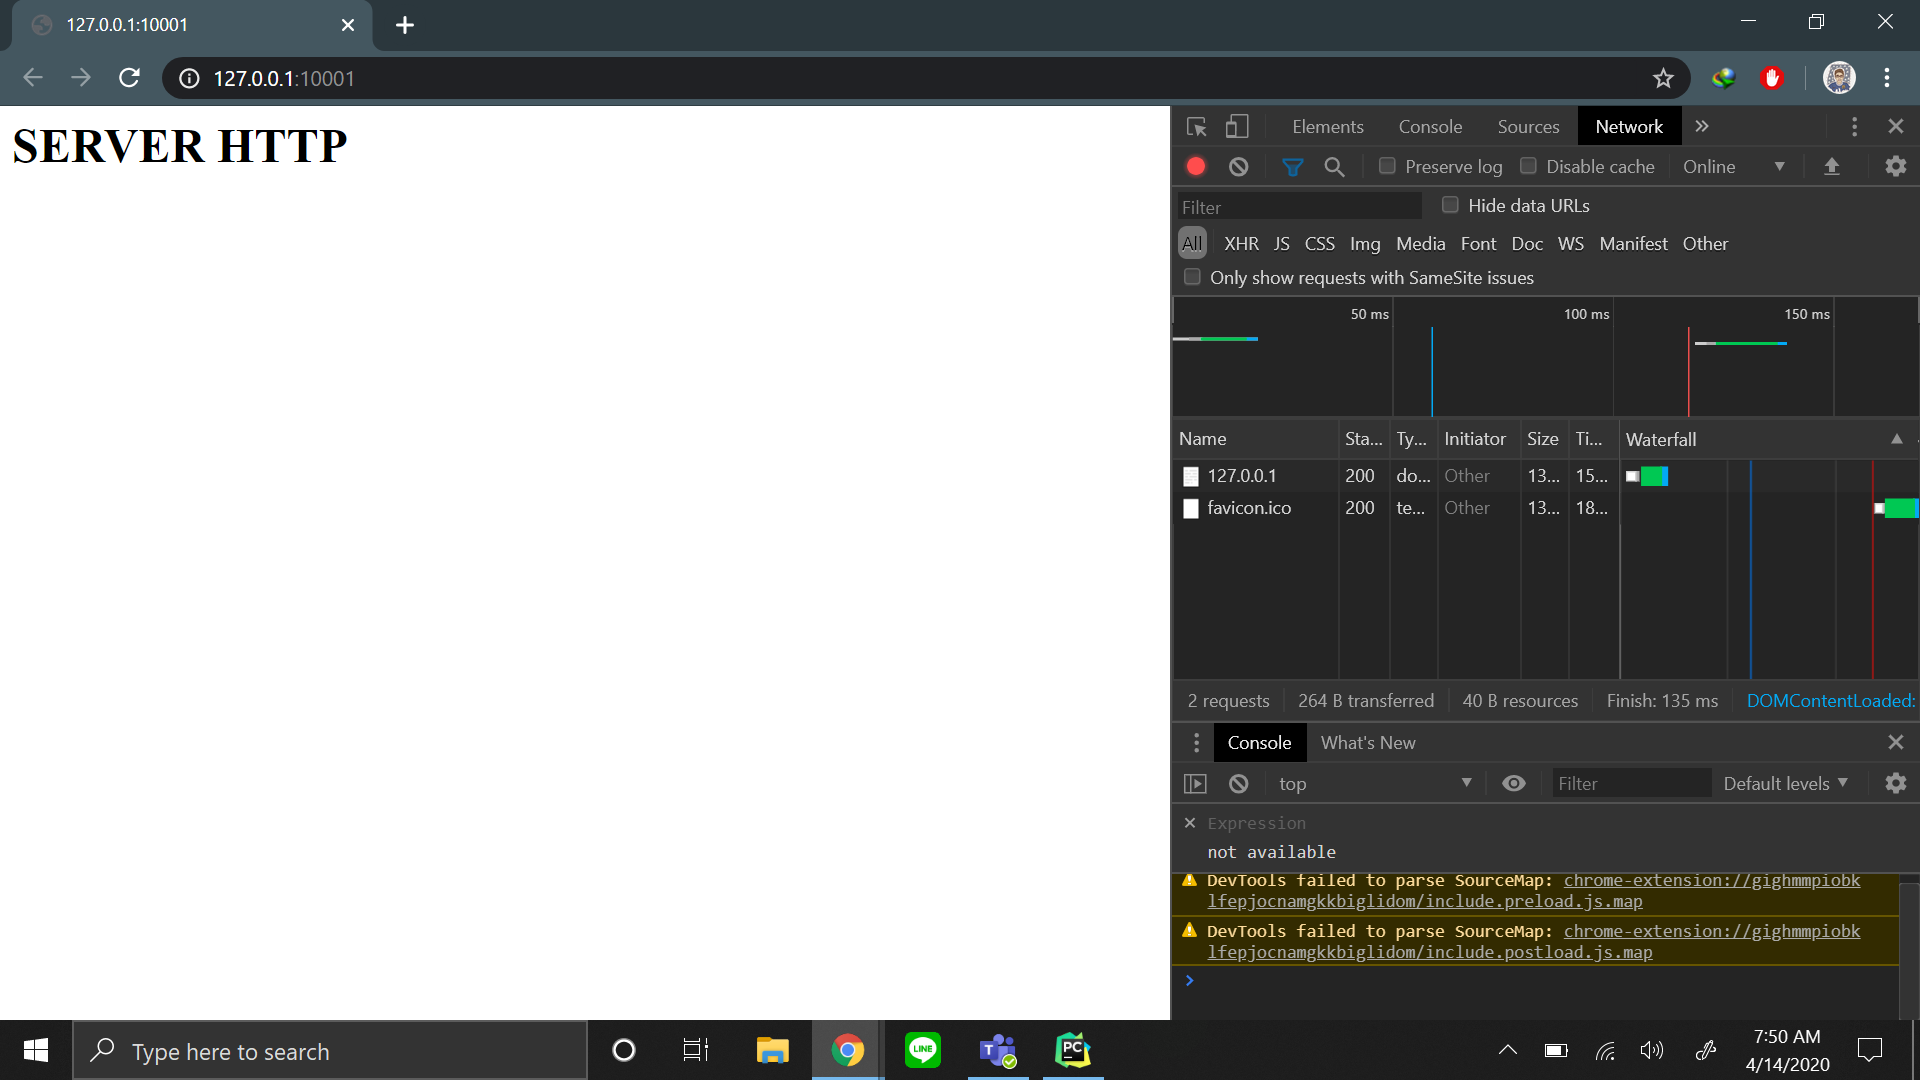 127.0.0.1:10001
127.0.0.1:10001
SERVER HTTP
Elements Console Sources Network
Preserve log Disable cache Online
Filter Hide data URLs
All XHR JS CSS Img Media Font Doc WS Manifest Other
Only show requests with SameSite issues
50 ms 100 ms 150 ms
Name Sta... Ty... Initiator Size Ti... Waterfall
127.0.0.1 200 do... Other 13... 15...
favicon.ico 200 te... Other 13... 18...
2 requests 264 B transferred 40 B resources Finish: 135 ms DOMContentLoaded:
Console What's New
top Filter Default levels
Expression
not available
DevTools failed to parse SourceMap: chrome-extension://gighmmpiobk
lfepjocnamgkkbiglidom/include.preload.js.map
DevTools failed to parse SourceMap: chrome-extension://gighmmpiobk
lfepjocnamgkkbiglidom/include.postload.js.map
Type here to search
LINE
T
PC
7:50 AM
4/14/2020